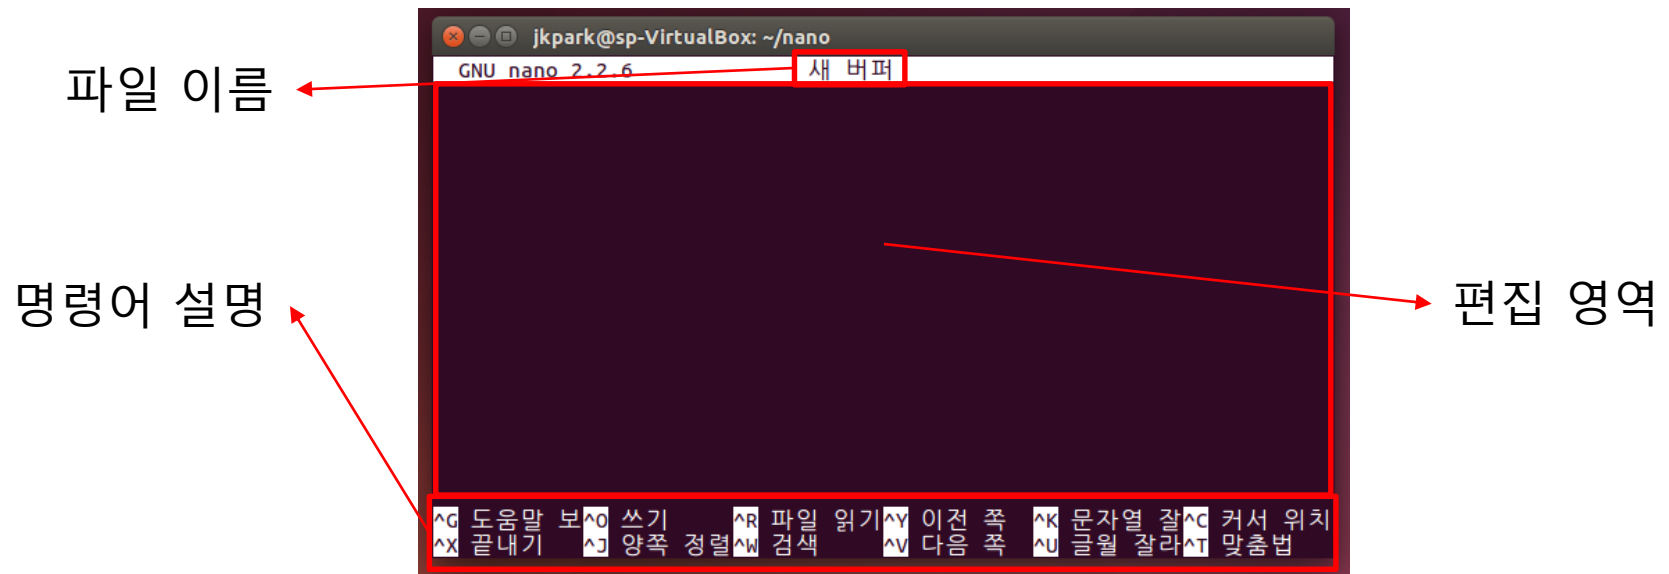 jkpark@sp-VirtualBox: ~/nano
GNU nano 2.2.6 새 버퍼
파일 이름
명령어 설명
편집 영역
^G 도움말 보^O 쓰기 ^R 파일 읽기^Y 이전 쪽 ^K 문자열 잘^C 커서 위치
^X 끝내기 ^J 양쪽 정렬^W 검색 ^V 다음 쪽 ^U 글월 잘라^T 맞춤법